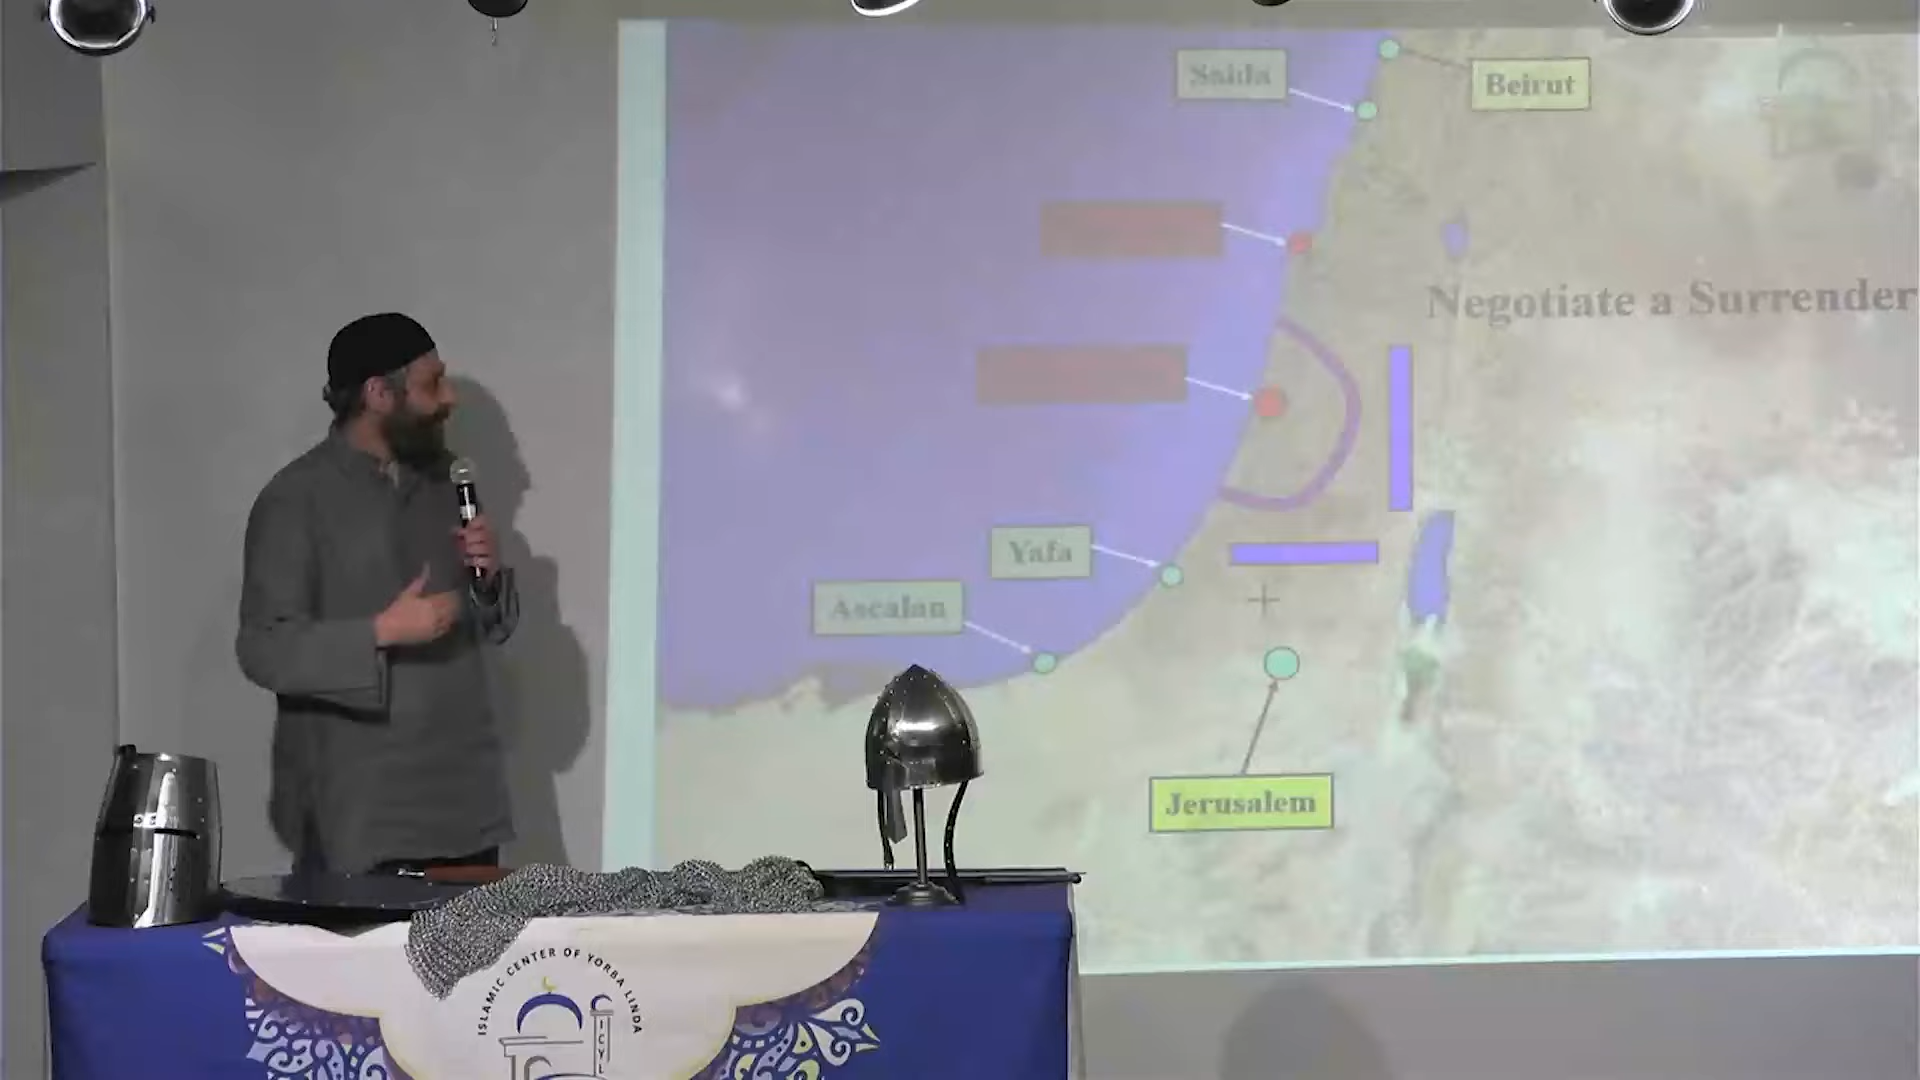 Saida
Beirut
Negotiate a Surrender
Yafa
Ascalan
Jerusalem
ISLAMIC CENTER OF YORBA LINDA
ICYL